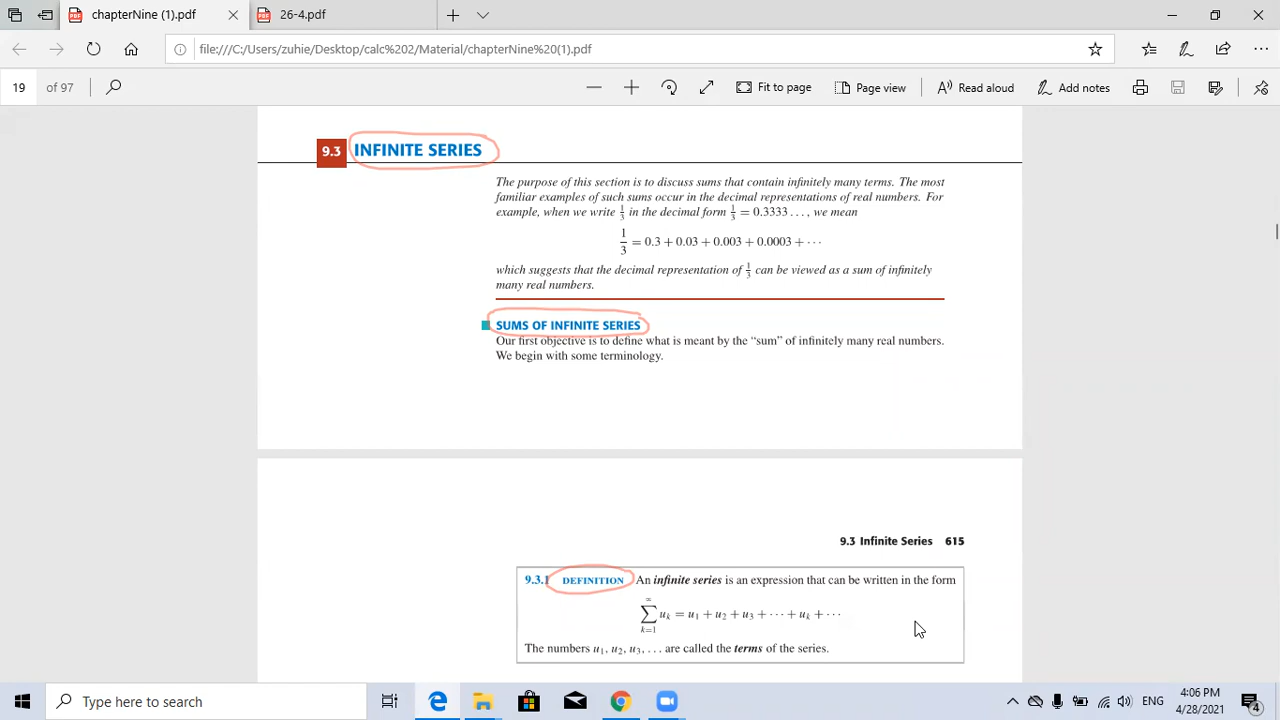 chapterNine (1).pdf
26-4.pdf
file:///C:/Users/zuhie/Desktop/calc%202/Material/chapterNine%20(1).pdf
19 of 97
Fit to page
Page view
Read aloud
Add notes
9.3 INFINITE SERIES
The purpose of this section is to discuss sums that contain infinitely many terms. The most
familiar examples of such sums occur in the decimal representations of real numbers. For
example, when we write 1/3 in the decimal form 1/3 = 0.3333 . . . , we mean
1/3 = 0.3 + 0.03 + 0.003 + 0.0003 + · · ·
which suggests that the decimal representation of 1/3 can be viewed as a sum of infinitely
many real numbers.
SUMS OF INFINITE SERIES
Our first objective is to define what is meant by the “sum” of infinitely many real numbers.
We begin with some terminology.
9.3 Infinite Series 615
9.3.1 DEFINITION An infinite series is an expression that can be written in the form
∞
∑ uk = u1 + u2 + u3 + · · · + uk + · · ·
k=1
The numbers u1, u2, u3, . . . are called the terms of the series.
Type here to search
ENG
4:06 PM
4/28/2021
4